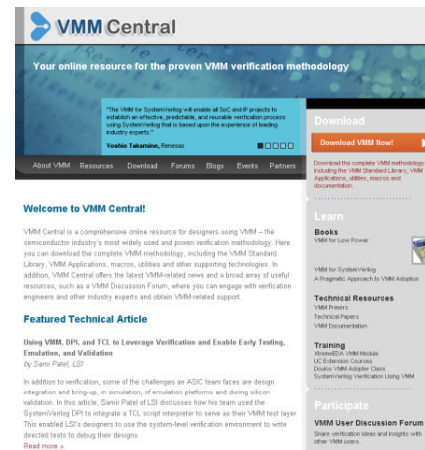 VMM Central
Your online resource for the proven VMM verification methodology
"The VMM for SystemVerilog will enable all SoC and IP projects to
establish an effective, predictable, and reusable verification process
using SystemVerilog that is based upon the experience of leading
industry experts."
Yoshio Takamine, Renesas
About VMM Resources Download Forums Blogs Events Partners
Welcome to VMM Central!
VMM Central is a comprehensive online resource for designers using VMM – the
semiconductor industry's most widely used and proven verification methodology. Here
you can download the complete VMM methodology, including the VMM Standard
Library, VMM Applications, macros, utilities and other supporting technologies. In
addition, VMM Central offers the latest VMM-related news and a broad array of useful
resources, such as a VMM Discussion Forum, where you can engage with verification
engineers and other industry experts and obtain VMM-related support.
Featured Technical Article
Using VMM, DPI, and TCL to Leverage Verification and Enable Early Testing,
Emulation, and Validation
by Sami Patel, LSI
In addition to verification, some of the challenges an ASIC team faces are design
integration and bring-up, in simulation, of emulation platforms and during silicon
validation. In this article, Samir Patel of LSI discusses how his team used the
SystemVerilog DPI to integrate a TCL script interpreter to serve as their VMM test layer.
This enabled LSI's designers to use the system-level verification environment to write
directed tests to debug their designs.
Read more »
Download
Download VMM Now!
Download the complete VMM methodology
including the VMM Standard Library, VMM
Applications, utilities, macros and
documentation.
Learn
Books
VMM for Low Power
VMM for SystemVerilog
A Pragmatic Approach to VMM Adoption
Technical Resources
VMM Primers
Technical Papers
VMM Documentation
Training
XtremeEDA VMM Module
UC Extension Courses
Doulos VMM Adopter Class
SystemVerilog Verification Using VMM
Participate
VMM User Discussion Forum
Share verification ideas and insights with
other VMM users.